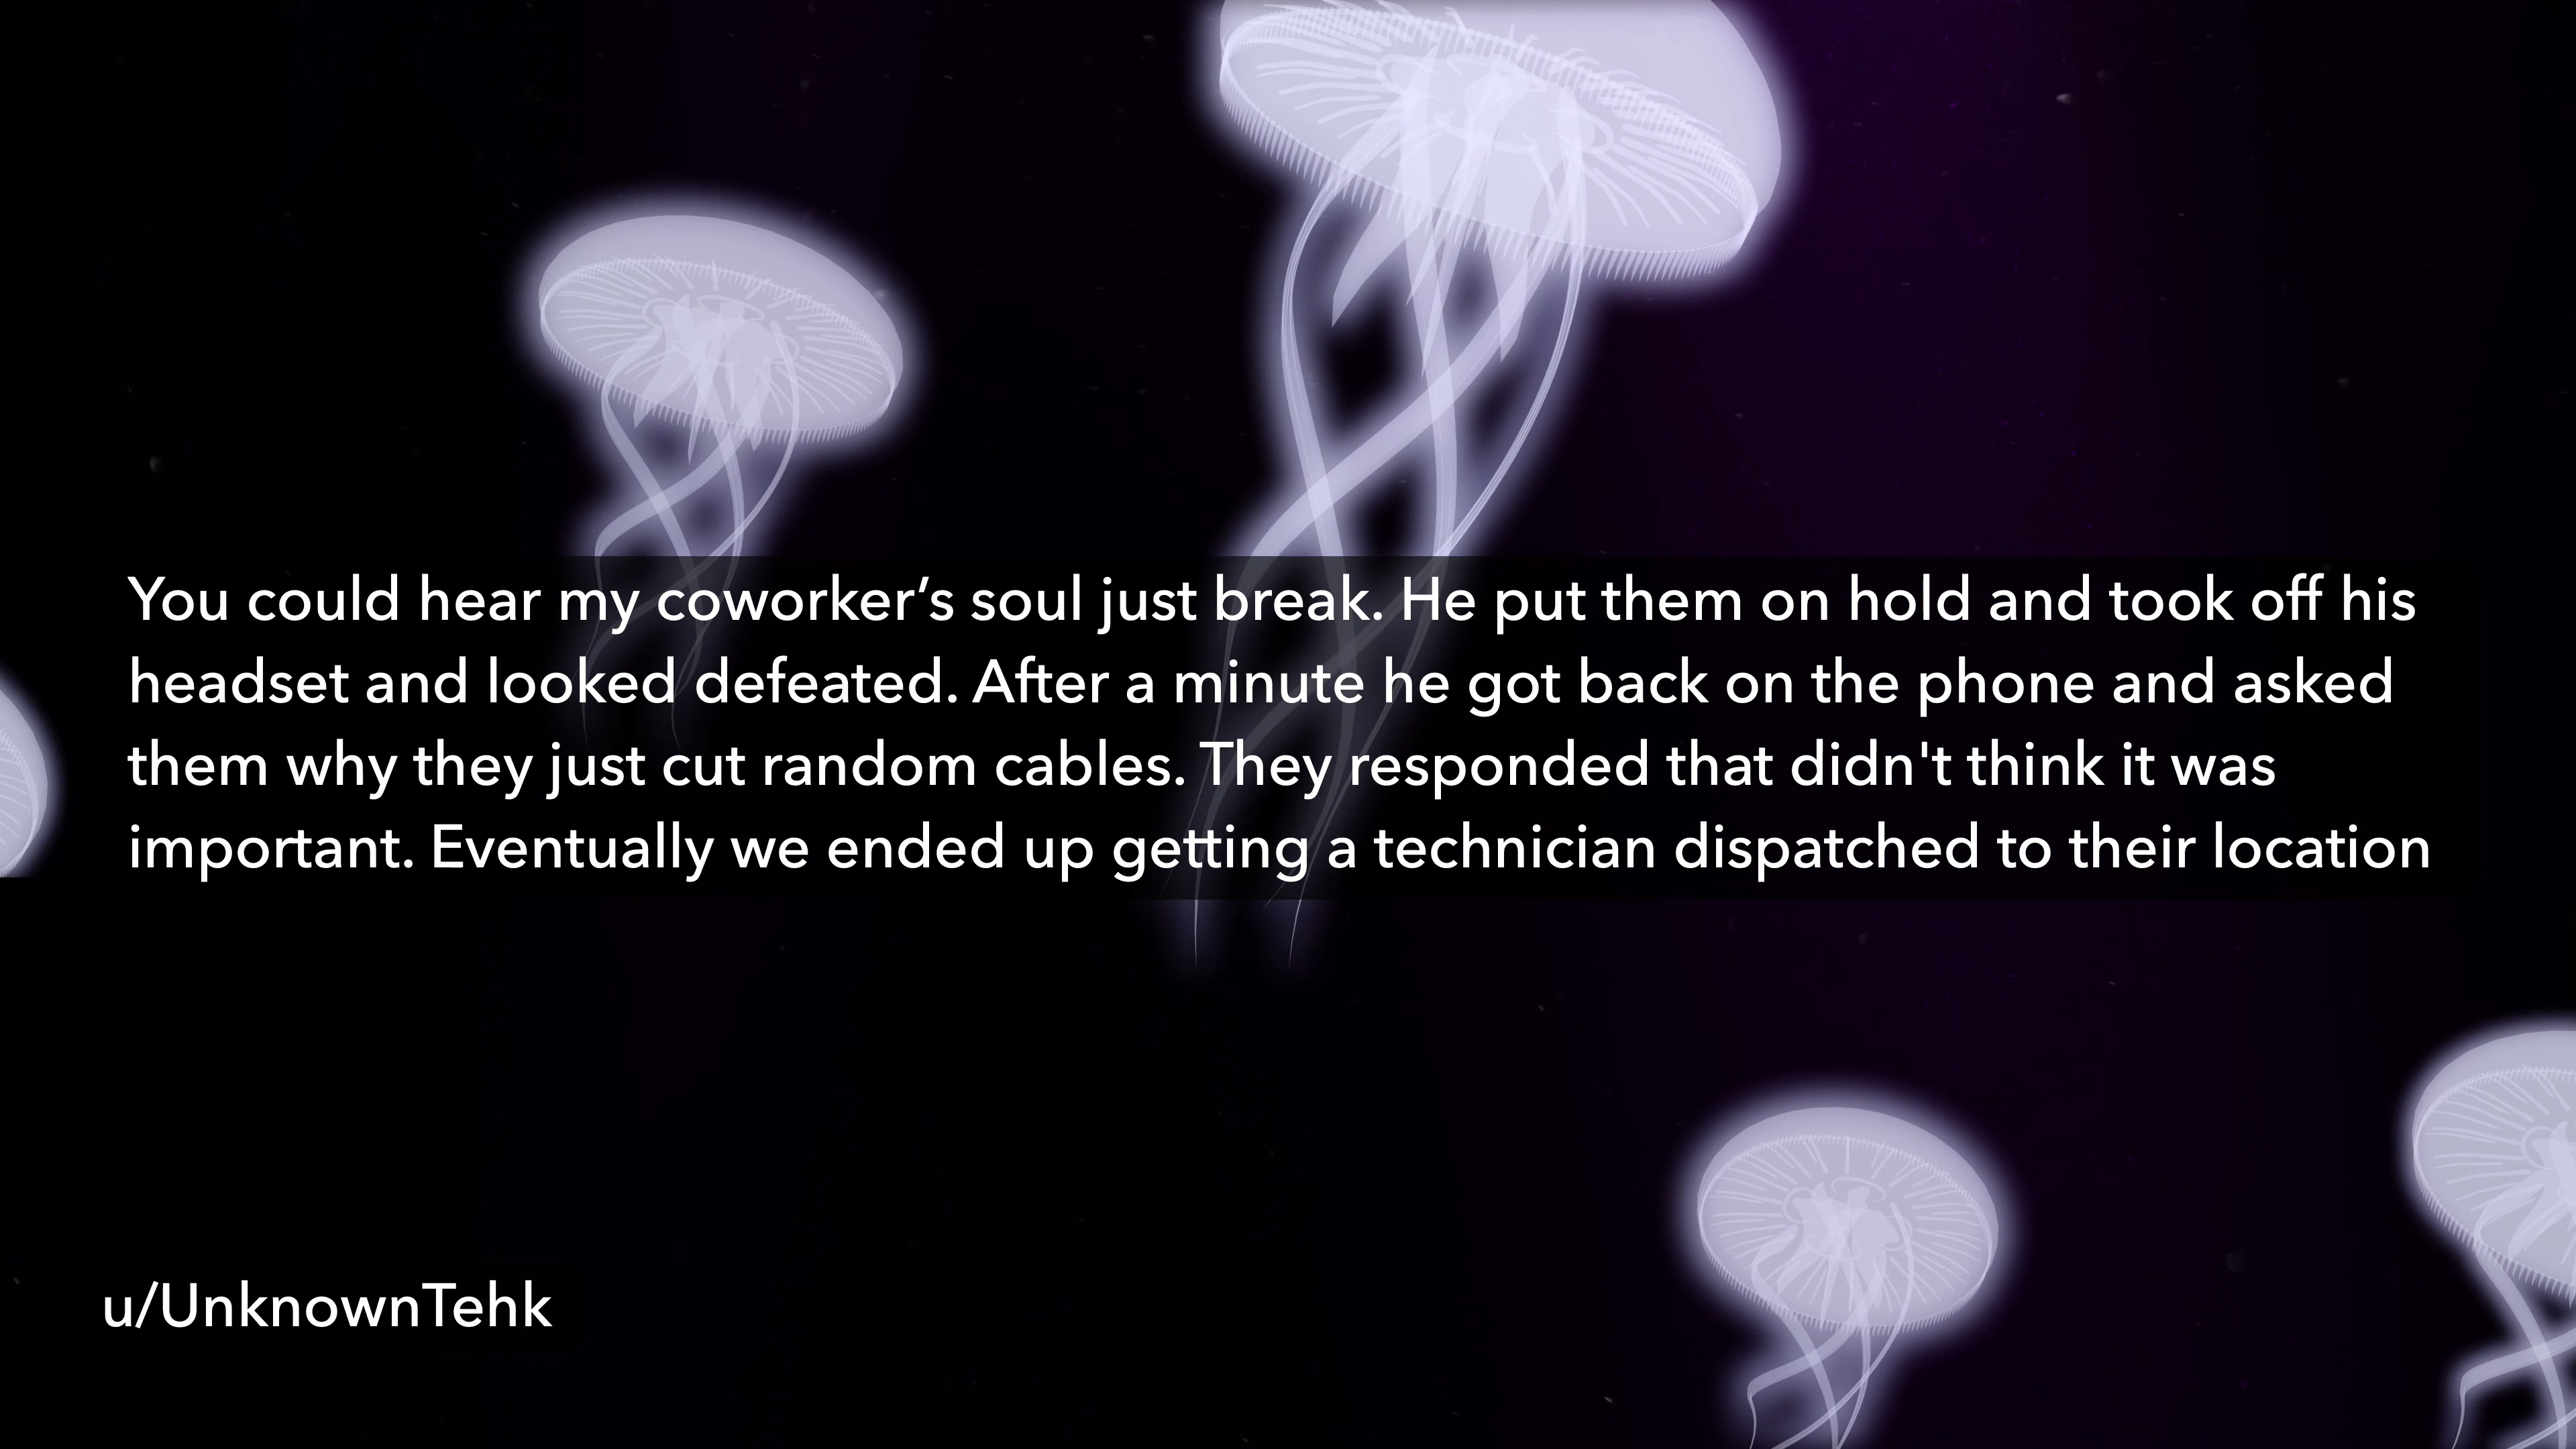 You could hear my coworker‘s soul just break. He put them on hold and took off his
headset and looked defeated. After a minute he got back on the phone and asked
them why they just cut random cables. They responded that didn't think it was
important. Eventually we ended up getting a technician dispatched to their location
u/UnknownTehk